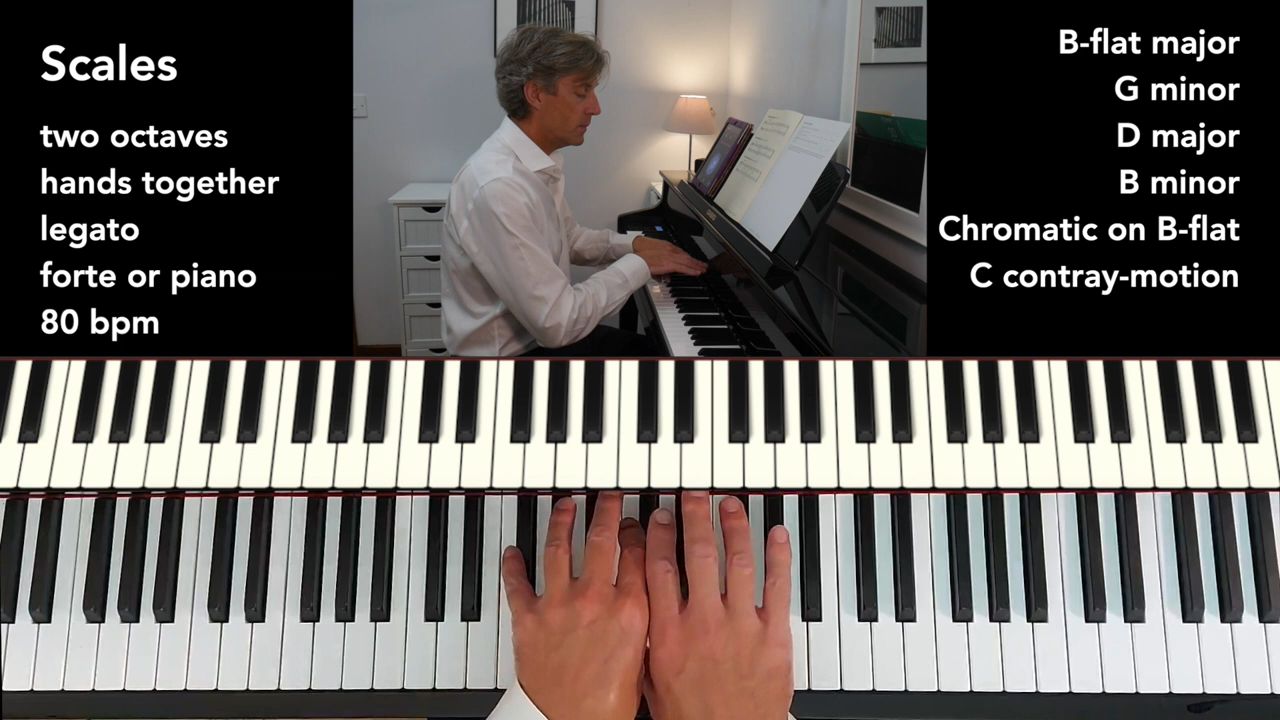 Scales
two octaves
hands together
legato
forte or piano
80 bpm
B-flat major
G minor
D major
B minor
Chromatic on B-flat
C contray-motion